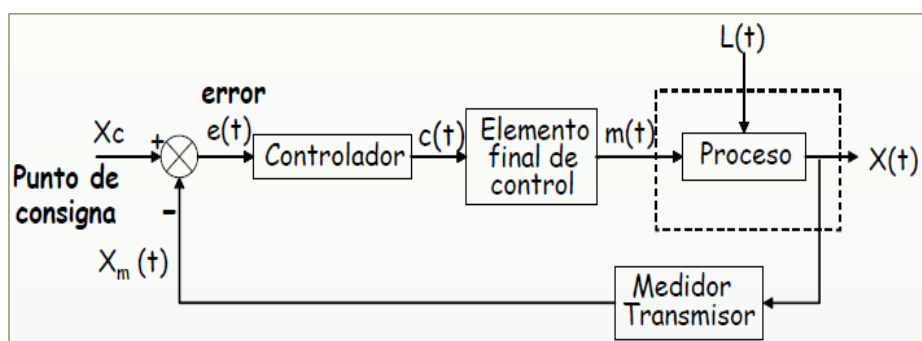 L(t)
error
Xc
+
e(t)
Controlador
c(t)
Elemento
final de
control
m(t)
Proceso
X(t)
Punto de
consigna
-
Xm (t)
Medidor
Transmisor